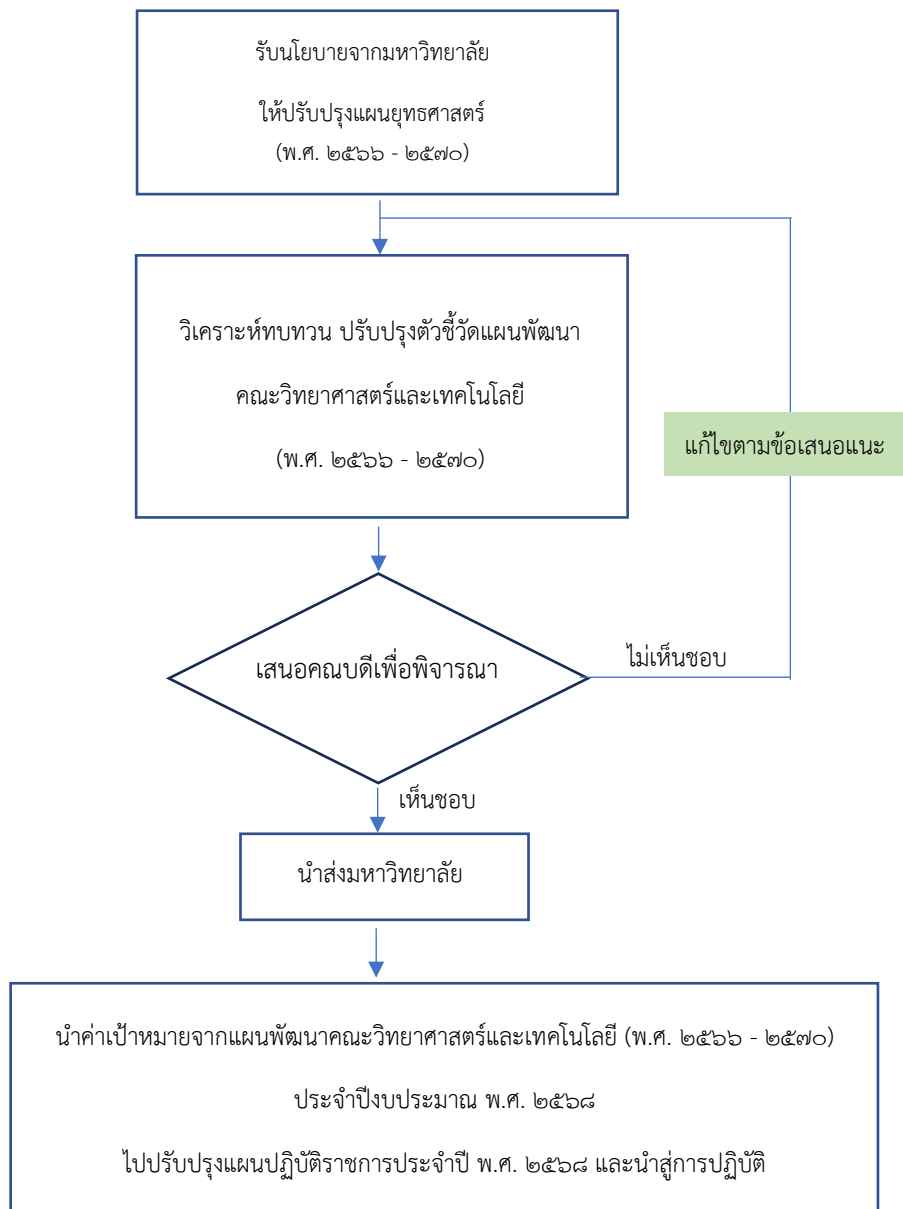 รับนโยบายจากมหาวิทยาลัย
ให้ปรับปรุงแผนยุทธศาสตร์
(พ.ศ. ๒๕๖๖ - ๒๕๗๐)
วิเคราะห์ทบทวน ปรับปรุงตัวชี้วัดแผนพัฒนา
คณะวิทยาศาสตร์และเทคโนโลยี
(พ.ศ. ๒๕๖๖ - ๒๕๗๐)
แก้ไขตามข้อเสนอแนะ
เสนอคณบดีเพื่อพิจารณา
ไม่เห็นชอบ
เห็นชอบ
นำส่งมหาวิทยาลัย
นำค่าเป้าหมายจากแผนพัฒนาคณะวิทยาศาสตร์และเทคโนโลยี (พ.ศ. ๒๕๖๖ - ๒๕๗๐)
ประจำปีงบประมาณ พ.ศ. ๒๕๖๘
ไปปรับปรุงแผนปฏิบัติราชการประจำปี พ.ศ. ๒๕๖๘ และนำสู่การปฏิบัติ